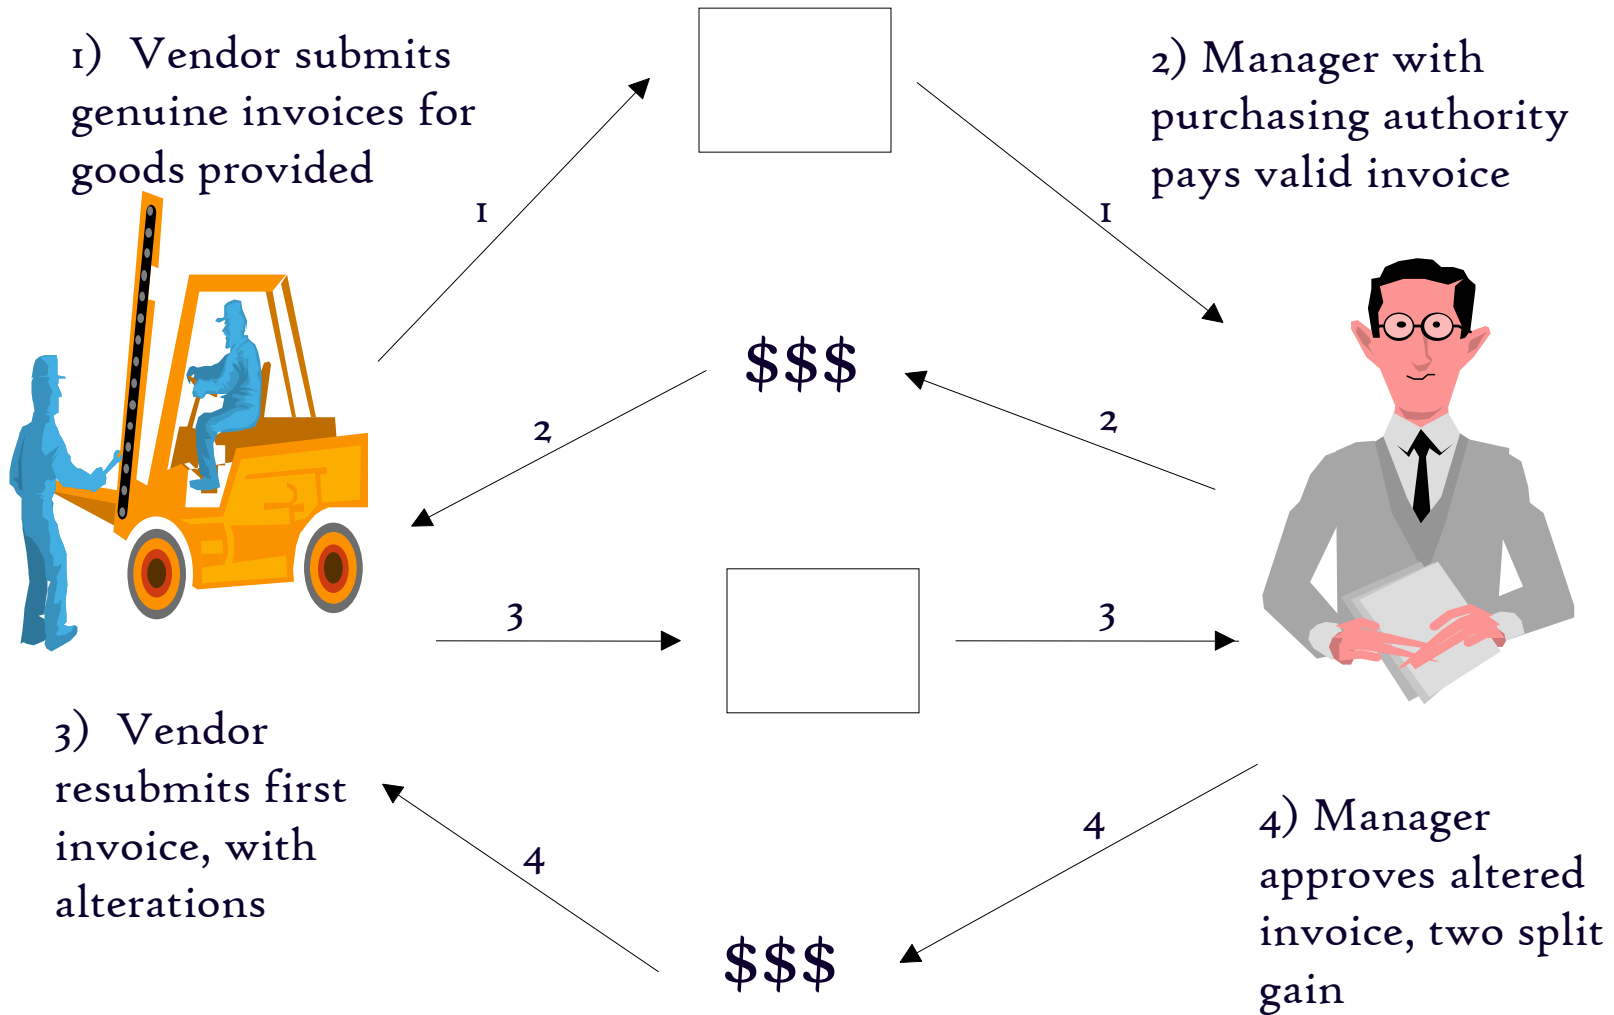 1) Vendor submits
genuine invoices for
goods provided
2) Manager with
purchasing authority
pays valid invoice
1
1
$$$
2
2
3
3
3) Vendor
resubmits first
invoice, with
alterations
4
4
4) Manager
approves altered
invoice, two split
gain
$$$